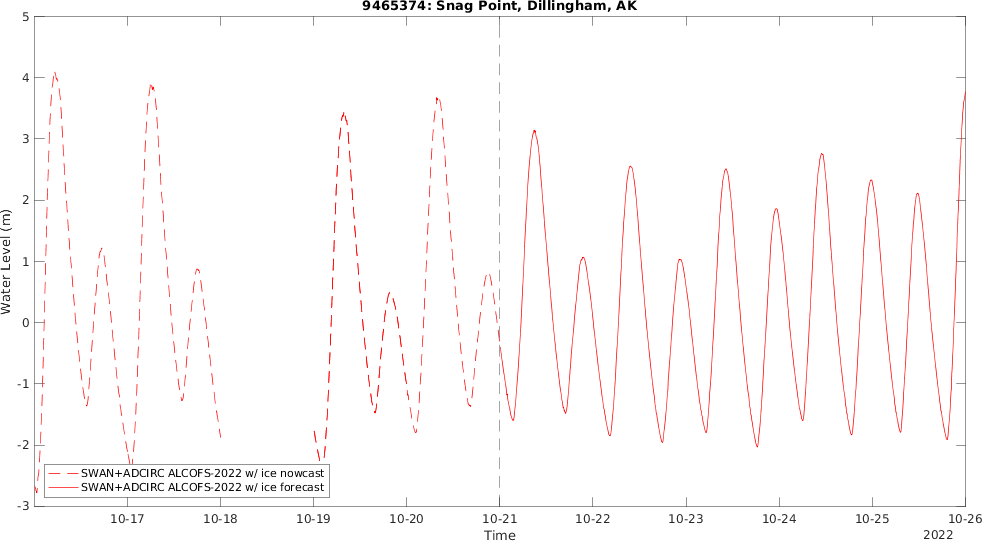 9465374: Snag Point, Dillingham, AK
Water Level (m)
5
4
3
2
1
0
-1
-2
-3
SWAN+ADCIRC ALCOFS-2022 w/ ice nowcast
SWAN+ADCIRC ALCOFS-2022 w/ ice forecast
10-17 10-18 10-19 10-20 10-21 10-22 10-23 10-24 10-25 10-26
Time
2022